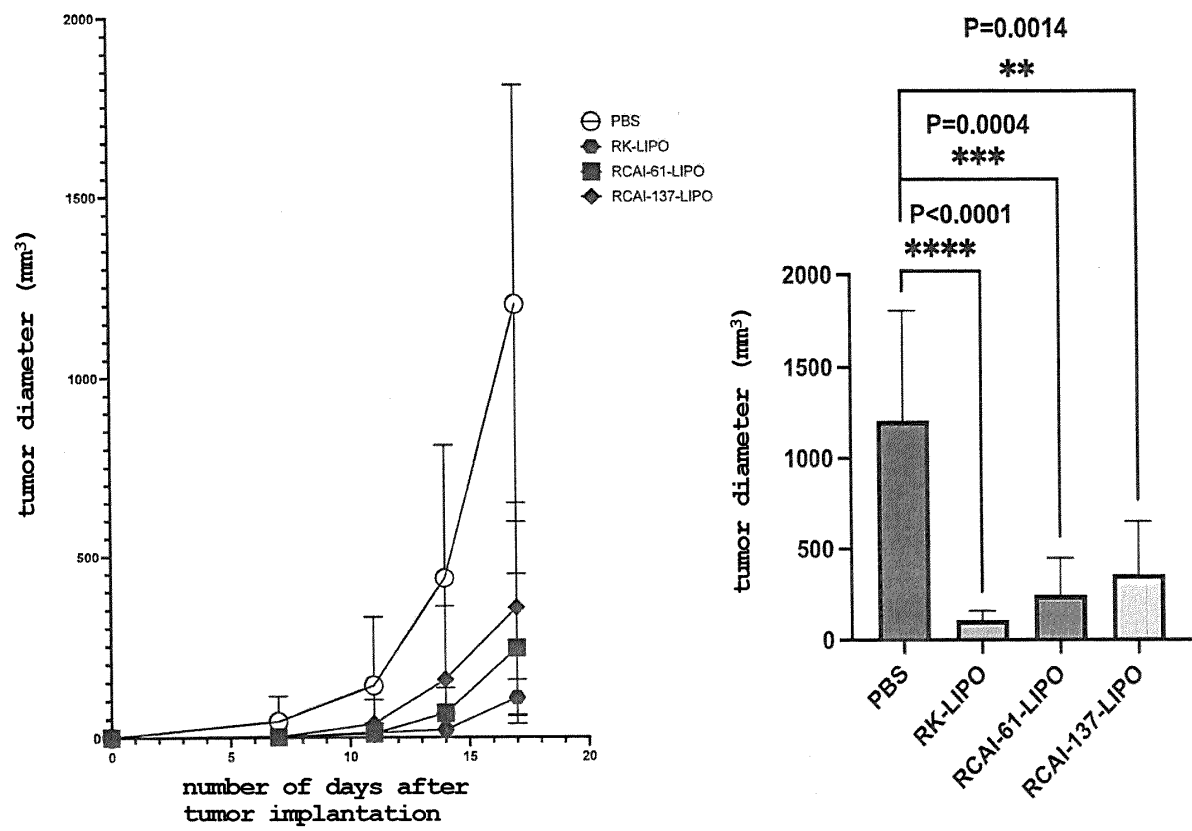 2000
1500
1000
500
0
tumor diameter (mm³)
0
5
10
15
20
number of days after
tumor implantation
PBS
RK-LIPO
RCAI-61-LIPO
RCAI-137-LIPO
P=0.0014
**
P=0.0004
***
P<0.0001
****
2000
1500
1000
500
0
tumor diameter (mm³)
PBS
RK-LIPO
RCAI-61-LIPO
RCAI-137-LIPO